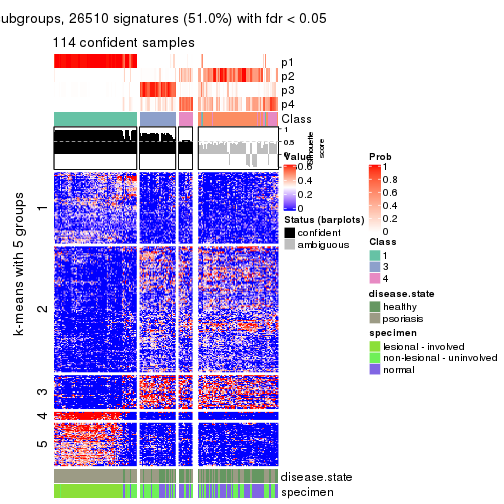 ubgroups, 26510 signatures (51.0%) with fdr < 0.05
114 confident samples
p1
p2
p3
p4
Class
1
0.5
0
Silhouette
score
k-means with 5 groups
1
2
3
4
5
disease.state
specimen
Value
0.6
0.4
0.2
0
Status (barplots)
confident
ambiguous
Prob
1
0.8
0.6
0.4
0.2
0
Class
1
3
4
disease.state
healthy
psoriasis
specimen
lesional - involved
non-lesional - uninvolved
normal